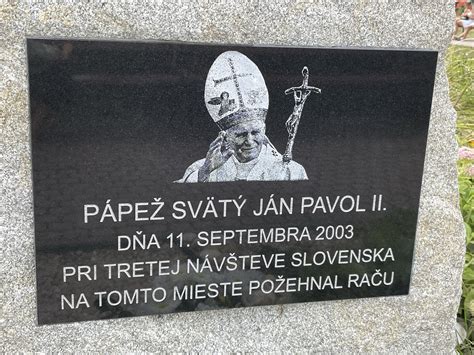 PÁPEŽ SVÄTÝ JÁN PAVOL II.
DŇA 11. SEPTEMBRA 2003
PRI TRETEJ NÁVŠTEVE SLOVENSKA
NA TOMTO MIESTE POŽEHNAL RAČU